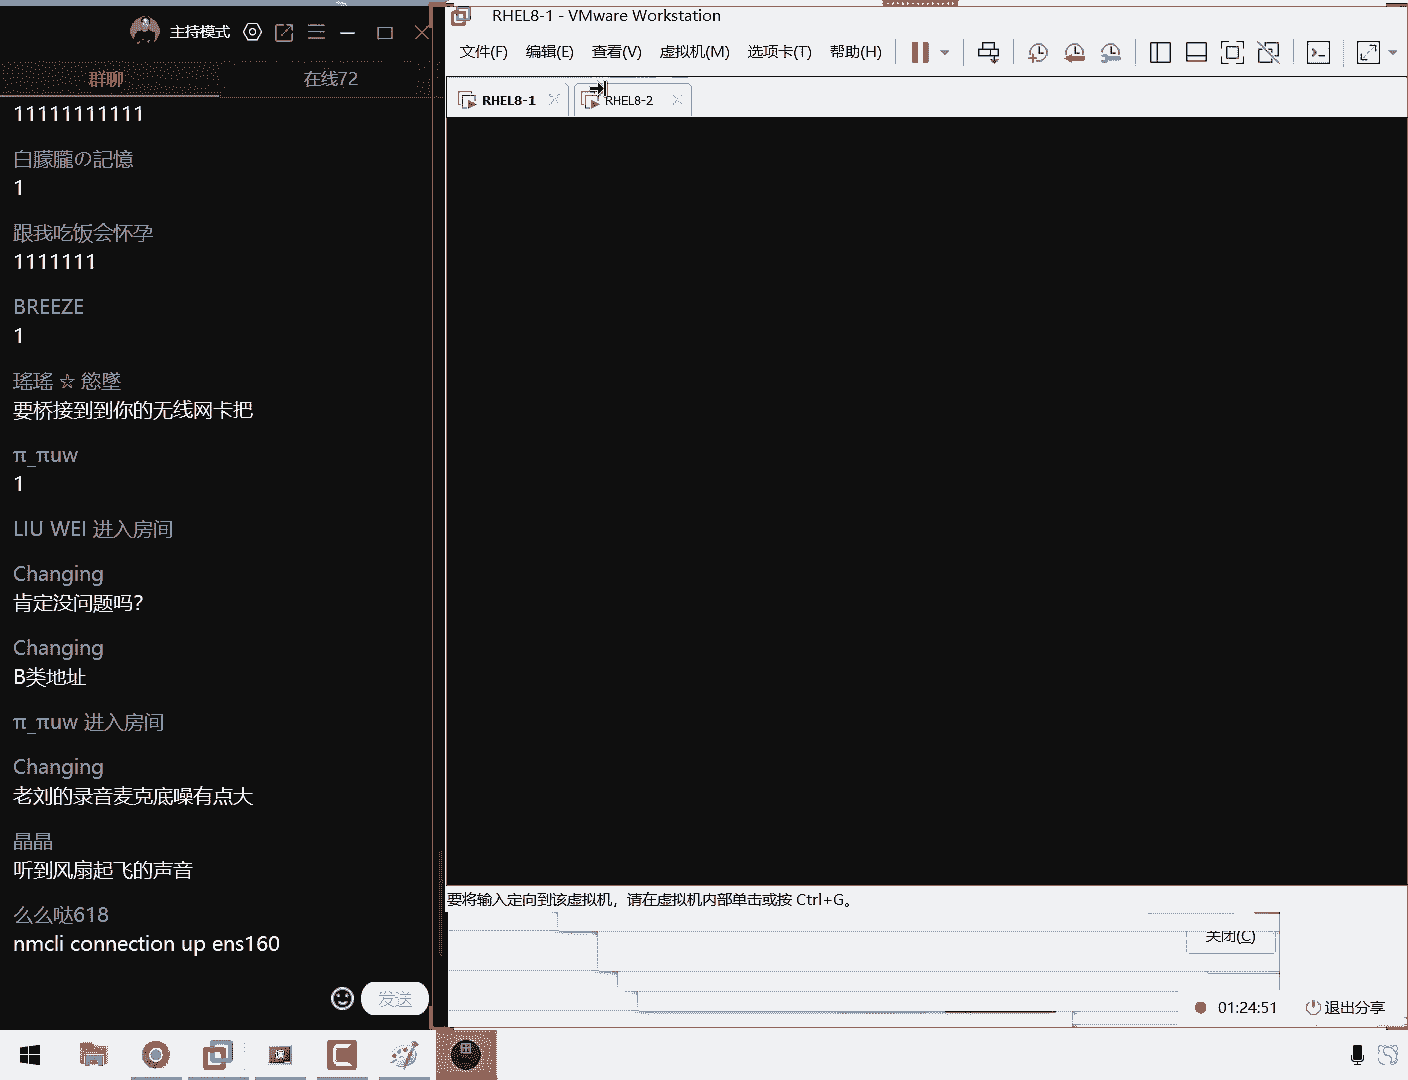 主持模式
群聊
在线72
11111111111
白朦朧の記憶
1
跟我吃饭会怀孕
1111111
BREEZE
1
瑤瑤 ☆ 慾墜
要桥接到到你的无线网卡把
π_πuw
1
LIU WEI 进入房间
Changing
肯定没问题吗?
Changing
B类地址
π_πuw 进入房间
Changing
老刘的录音麦克底噪有点大
晶晶
听到风扇起飞的声音
么么哒618
nmcli connection up ens160
发送
RHEL8-1 - VMware Workstation
文件(F) 编辑(E) 查看(V) 虚拟机(M) 选项卡(T) 帮助(H)
RHEL8-1
RHEL8-2
要将输入定向到该虚拟机，请在虚拟机内部单击或按 Ctrl+G。
关闭(C)
01:24:51
退出分享